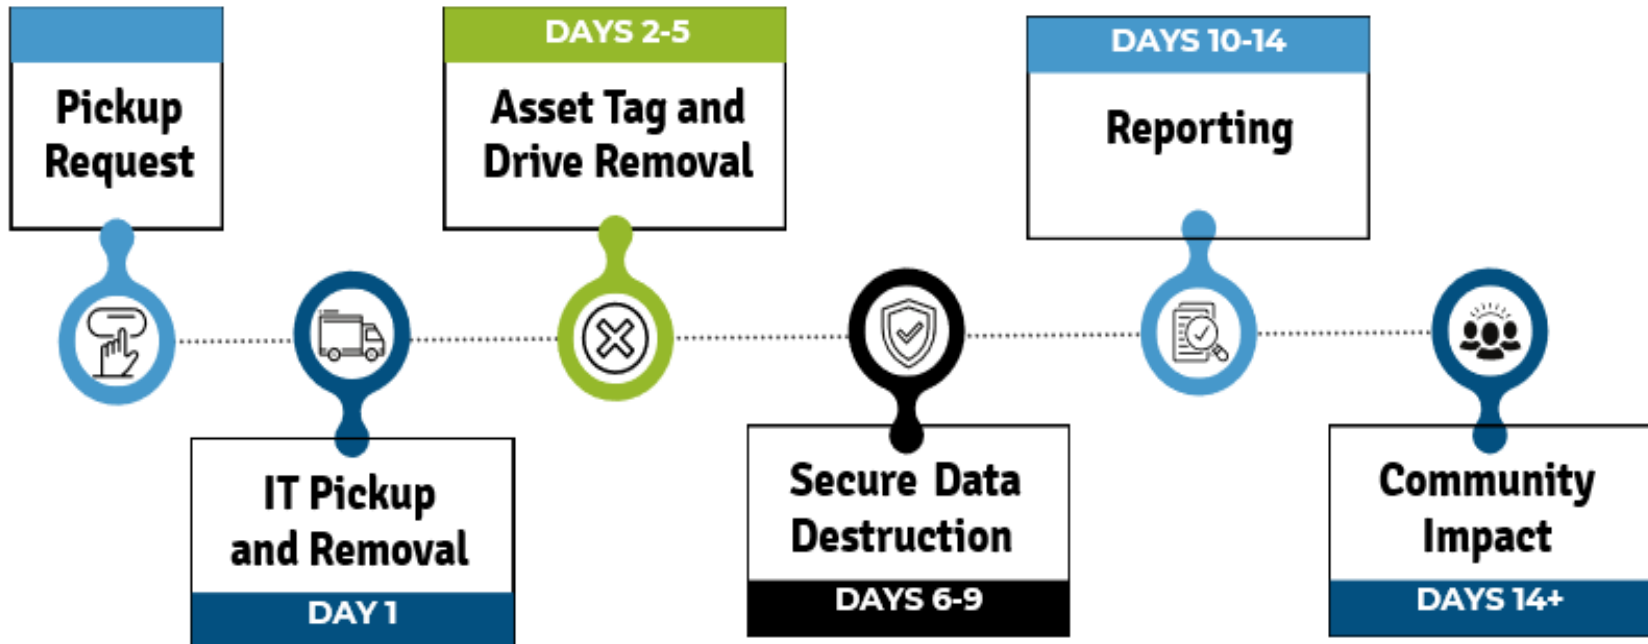 Pickup
Request
IT Pickup
and Removal
DAY 1
DAYS 2-5
Asset Tag and
Drive Removal
Secure Data
Destruction
DAYS 6-9
DAYS 10-14
Reporting
Community
Impact
DAYS 14+